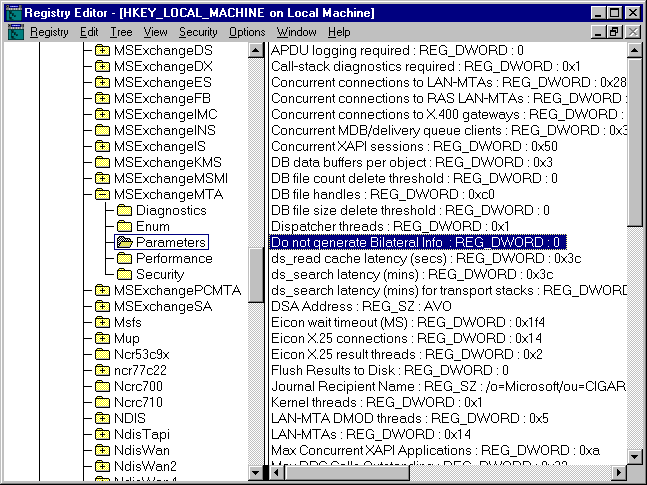 Registry Editor - [HKEY_LOCAL_MACHINE on Local Machine]
Registry Edit Tree View Security Options Window Help
MSExchangeDS
MSExchangeDX
MSExchangeES
MSExchangeFB
MSExchangeIMC
MSExchangeINS
MSExchangeIS
MSExchangeKMS
MSExchangeMSMI
MSExchangeMTA
Diagnostics
Enum
Parameters
Performance
Security
MSExchangePCMTA
MSExchangeSA
Msfs
Mup
Ncr53c9x
ncr77c22
Ncrc700
Ncrc710
NDIS
NdisTapi
NdisWan
NdisWan2
NdisWan4
APDU logging required : REG_DWORD : 0
Call-stack diagnostics required : REG_DWORD : 0x1
Concurrent connections to LAN-MTAs : REG_DWORD : 0x28
Concurrent connections to RAS LAN-MTAs : REG_DWORD
Concurrent connections to X.400 gateways : REG_DWORD
Concurrent MDB/delivery queue clients : REG_DWORD : 0x3
Concurrent XAPI sessions : REG_DWORD : 0x50
DB data buffers per object : REG_DWORD : 0x3
DB file count delete threshold : REG_DWORD : 0
DB file handles : REG_DWORD : 0xc0
DB file size delete threshold : REG_DWORD : 0
Dispatcher threads : REG_DWORD : 0x1
Do not generate Bilateral Info : REG_DWORD : 0
ds_read cache latency (secs) : REG_DWORD : 0x3c
ds_search latency (mins) : REG_DWORD : 0x3c
ds_search latency (mins) for transport stacks : REG_DWORD
DSA Address : REG_SZ : AVO
Eicon wait timeout (MS) : REG_DWORD : 0x1f4
Eicon X.25 connections : REG_DWORD : 0x14
Eicon X.25 result threads : REG_DWORD : 0x2
Flush Results to Disk : REG_DWORD : 0
Journal Recipient Name : REG_SZ : /o=Microsoft/ou=CIGAR
Kernel threads : REG_DWORD : 0x1
LAN-MTA DMOD threads : REG_DWORD : 0x5
LAN-MTAs : REG_DWORD : 0x14
Max Concurrent XAPI Applications : REG_DWORD : 0xa
Max RPC Calls Outstanding : REG_DWORD : 0x32